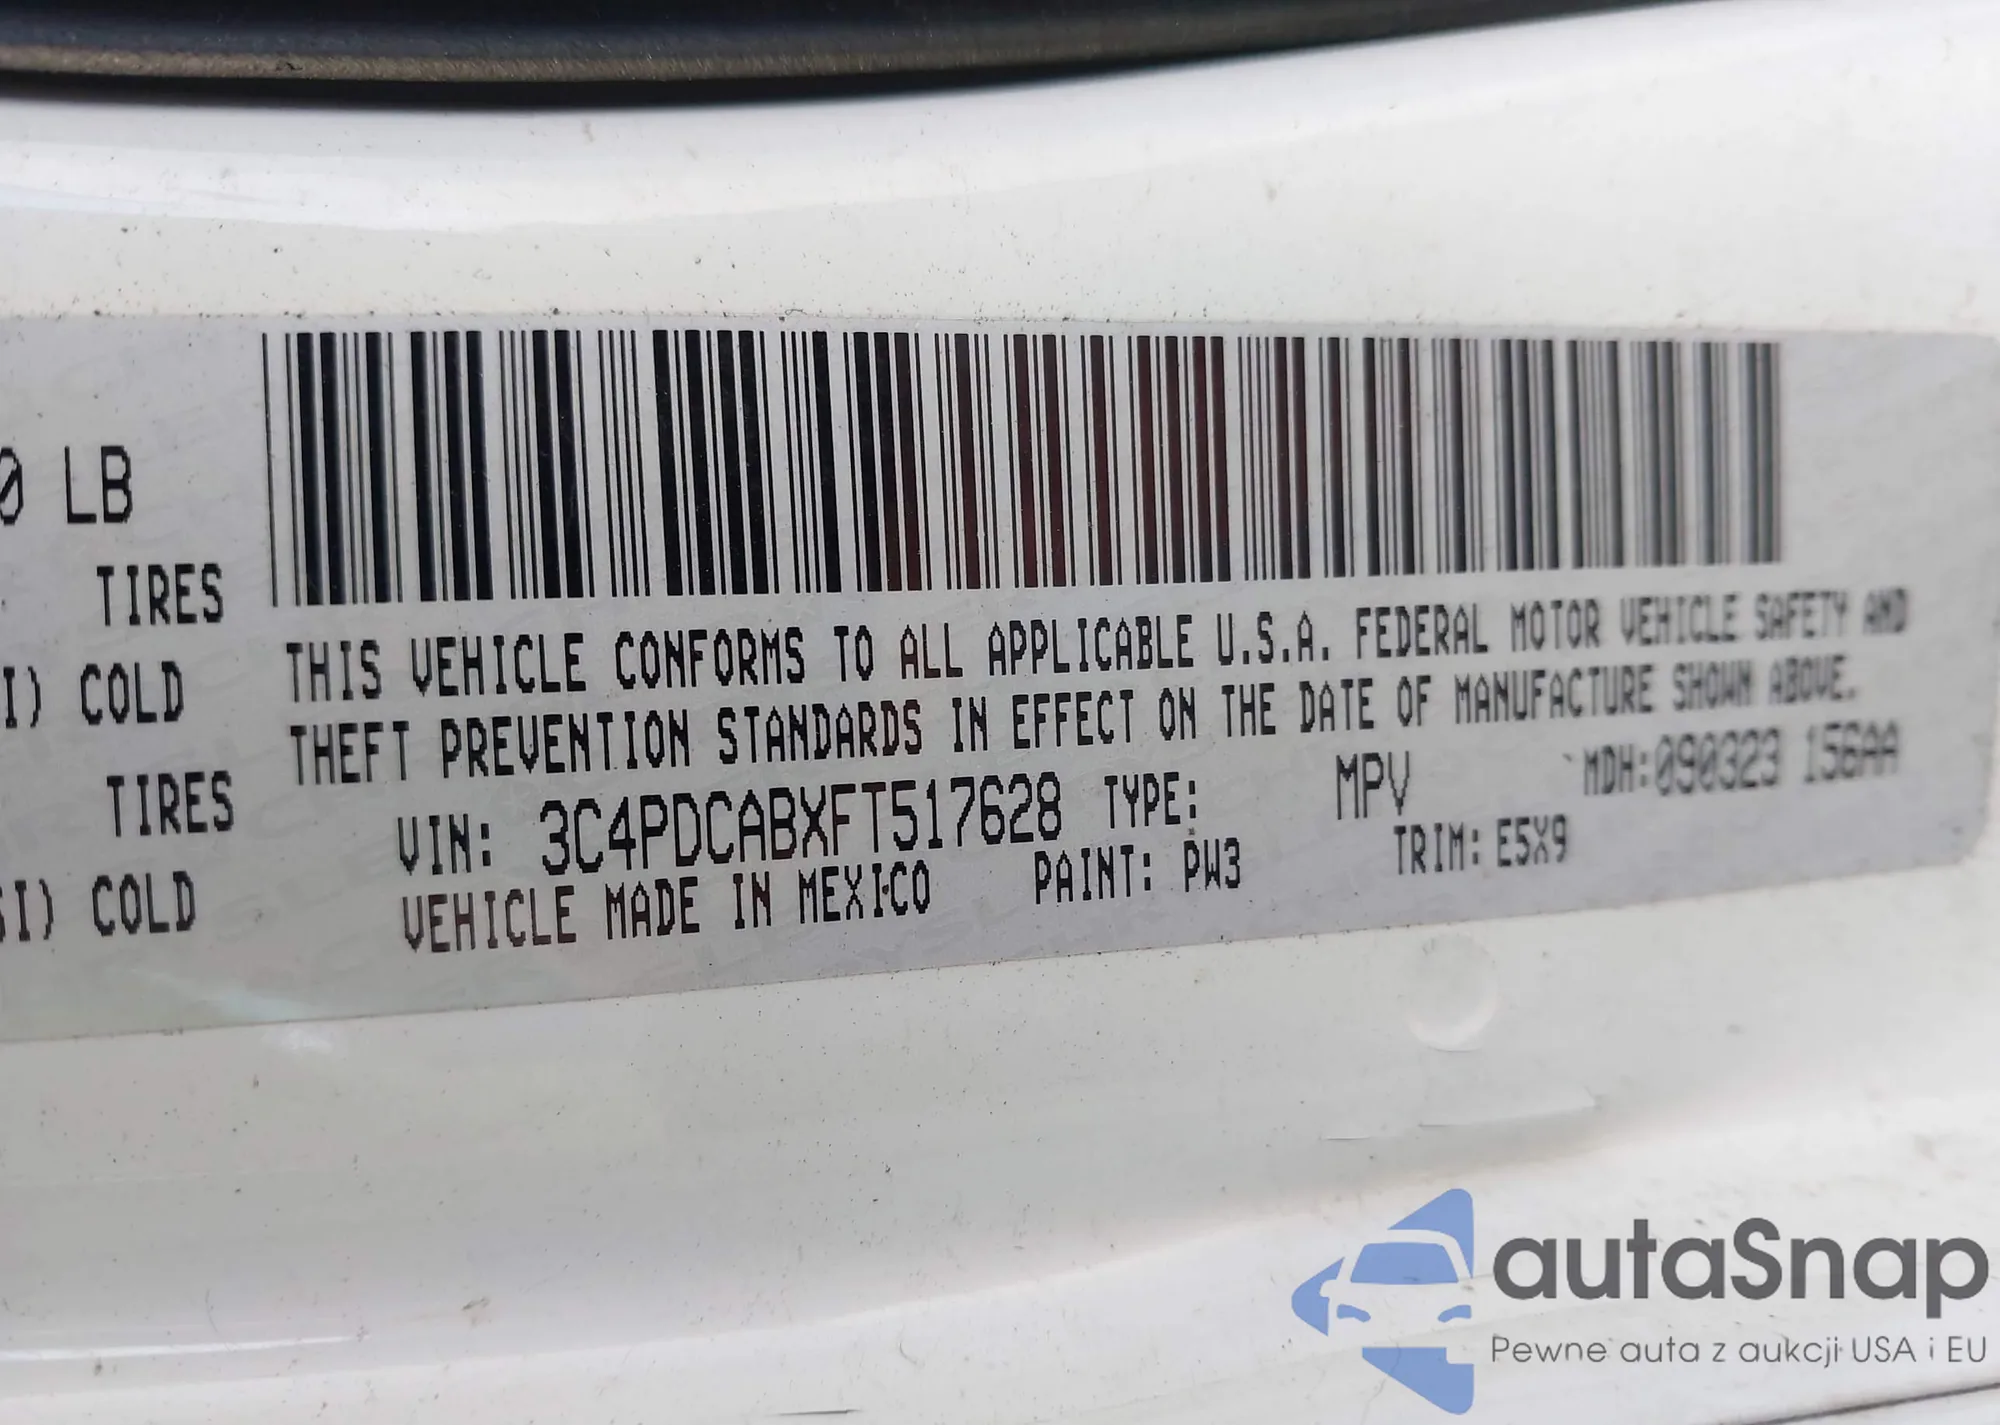 0 LB
TIRES
I) COLD
TIRES
SI) COLD
THIS VEHICLE CONFORMS TO ALL APPLICABLE U.S.A. FEDERAL MOTOR VEHICLE SAFETY AND
THEFT PREVENTION STANDARDS IN EFFECT ON THE DATE OF MANUFACTURE SHOWN ABOVE.
VIN: 3C4PDCABXFT517628 TYPE: MPV MDH:090323 156AA
VEHICLE MADE IN MEXICO PAINT: PW3 TRIM: E5X9
autaSnap
Pewne auta z aukcji USA i EU